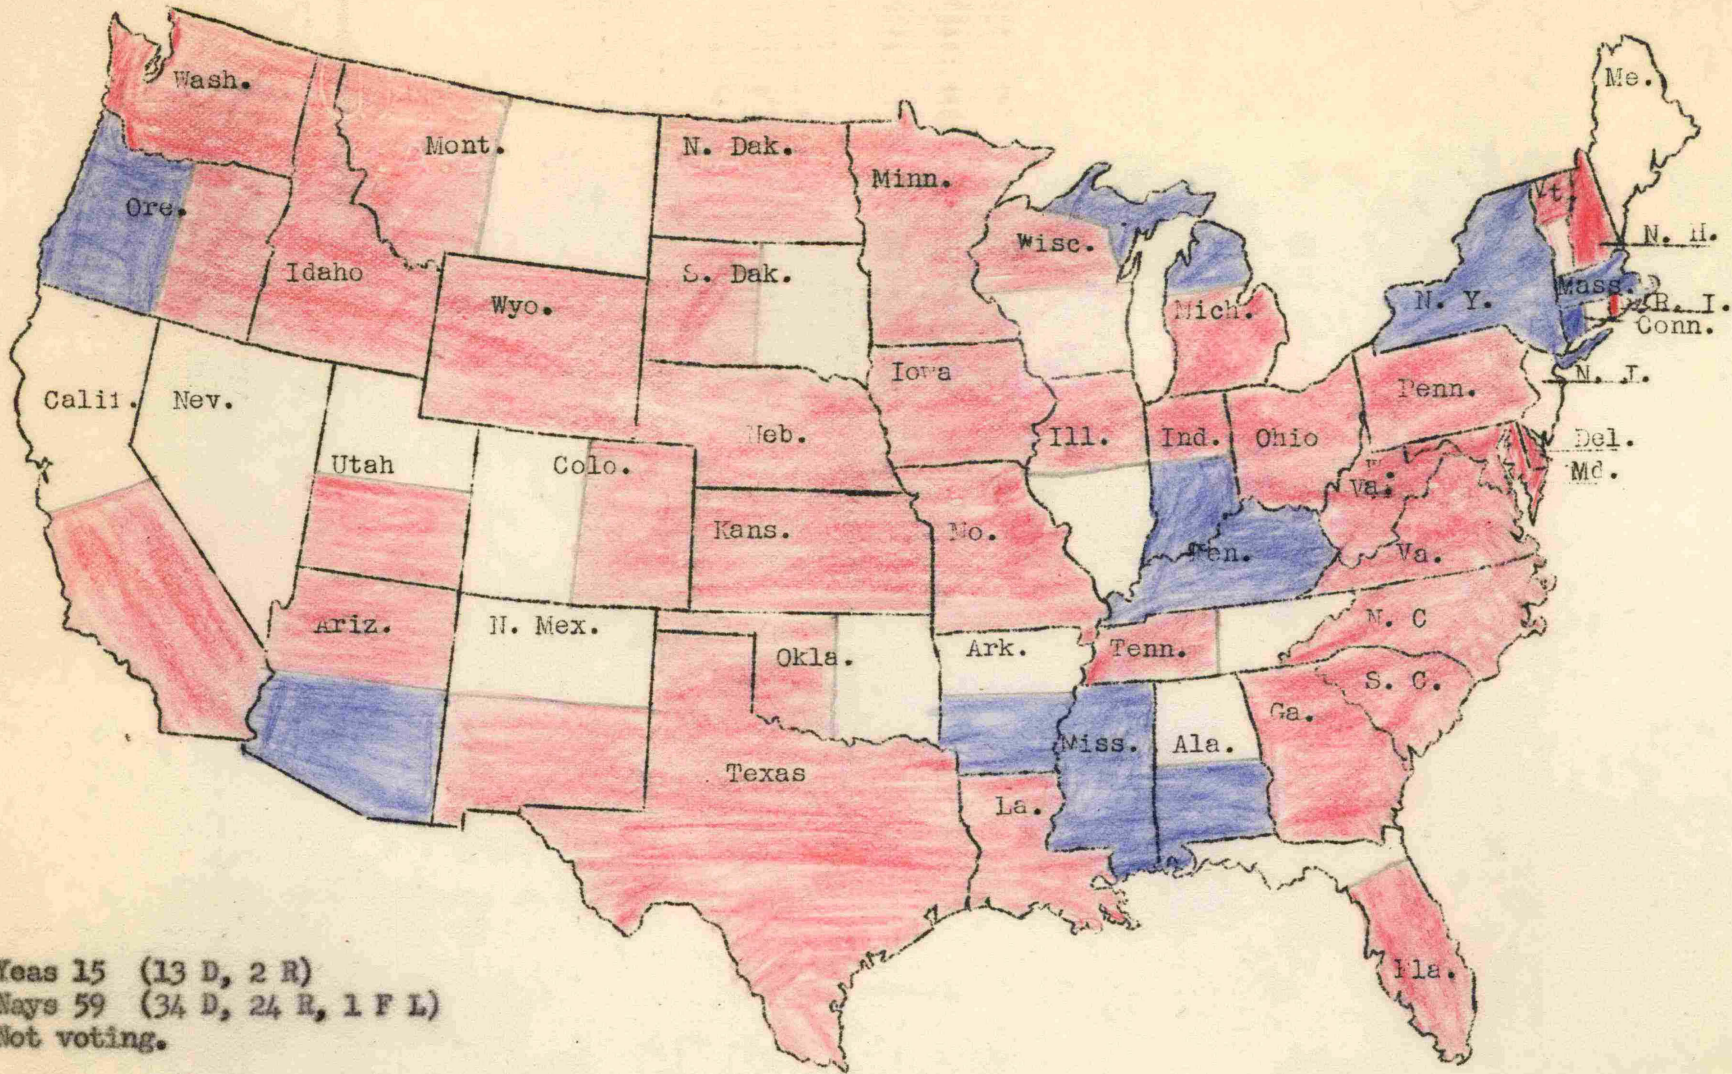 Me.
Wash.
Mont.
N. Dak.
Minn.
Vt.
Ore.
N. H.
Wisc.
Idaho
S. Dak.
Wyo.
Mich.
N. Y.
Mass.
R. I.
Conn.
Iowa
N. J.
Penn.
Calif.
Nev.
Neb.
Ill.
Ind.
Ohio
Del.
Utah
Colo.
Md.
Va.
Kans.
Mo.
Va.
Ariz.
N. Mex.
Okla.
Ark.
Tenn.
N. C
S. C.
Ga.
Miss.
Ala.
Texas
La.
Fla.
Yeas 15 (13 D, 2 R)
Nays 59 (34 D, 24 R, 1 F L)
Not voting.